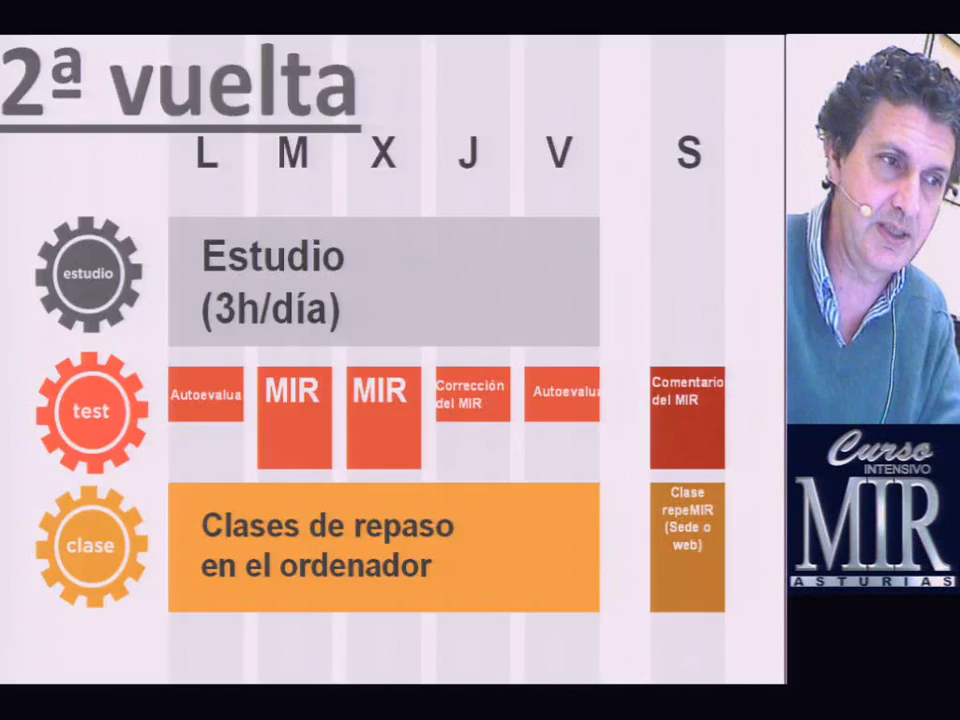 2ª vuelta
L M X J V S
estudio
Estudio
(3h/día)
test
Autoevalua
MIR
MIR
Corrección
del MIR
Autoevalua
Comentario
del MIR
clase
Clases de repaso
en el ordenador
Clase
repeMIR
(Sede o
web)
Curso
INTENSIVO
MIR
ASTURIAS